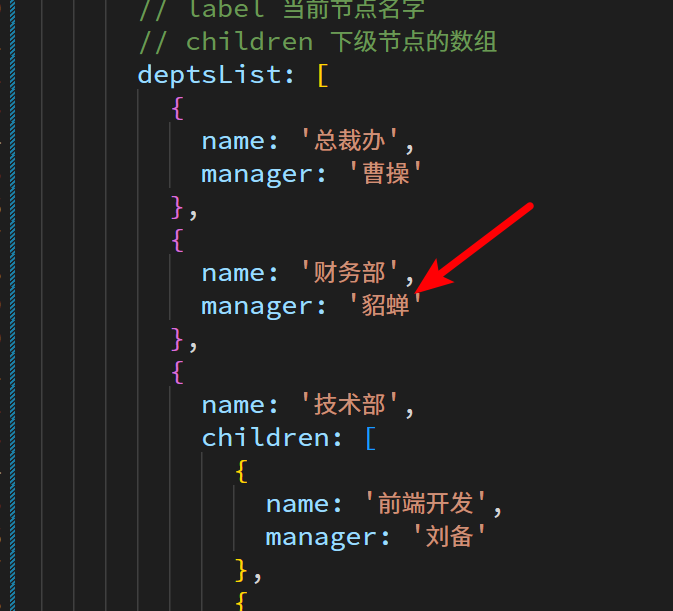 // label 当前节点名字
// children 下级节点的数组
deptsList: [
{
name: '总裁办',
manager: '曹操'
},
{
name: '财务部',
manager: '貂蝉'
},
{
name: '技术部',
children: [
{
name: '前端开发',
manager: '刘备'
},
{